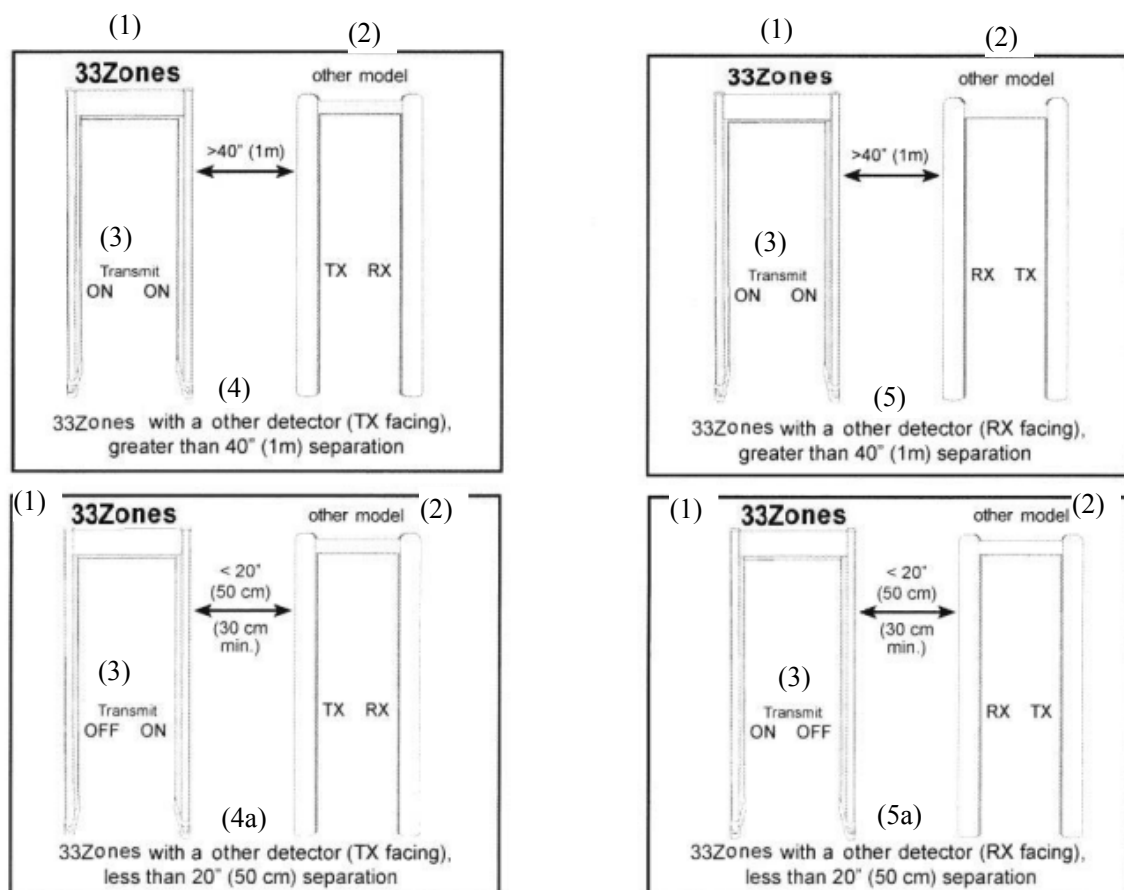 (1)
(2)
33Zones
other model
>40" (1m)
(3)
Transmit
ON ON
TX RX
(4)
33Zones with a other detector (TX facing),
greater than 40" (1m) separation
(1)
(2)
33Zones
other model
>40" (1m)
(3)
Transmit
ON ON
RX TX
(5)
33Zones with a other detector (RX facing),
greater than 40" (1m) separation
(1)
33Zones
other model
(2)
< 20"
(50 cm)
(30 cm
min.)
(3)
Transmit
OFF ON
TX RX
(4a)
33Zones with a other detector (TX facing),
less than 20" (50 cm) separation
(1)
33Zones
other model
(2)
< 20"
(50 cm)
(30 cm
min.)
(3)
Transmit
ON OFF
RX TX
(5a)
33Zones with a other detector (RX facing),
less than 20" (50 cm) separation